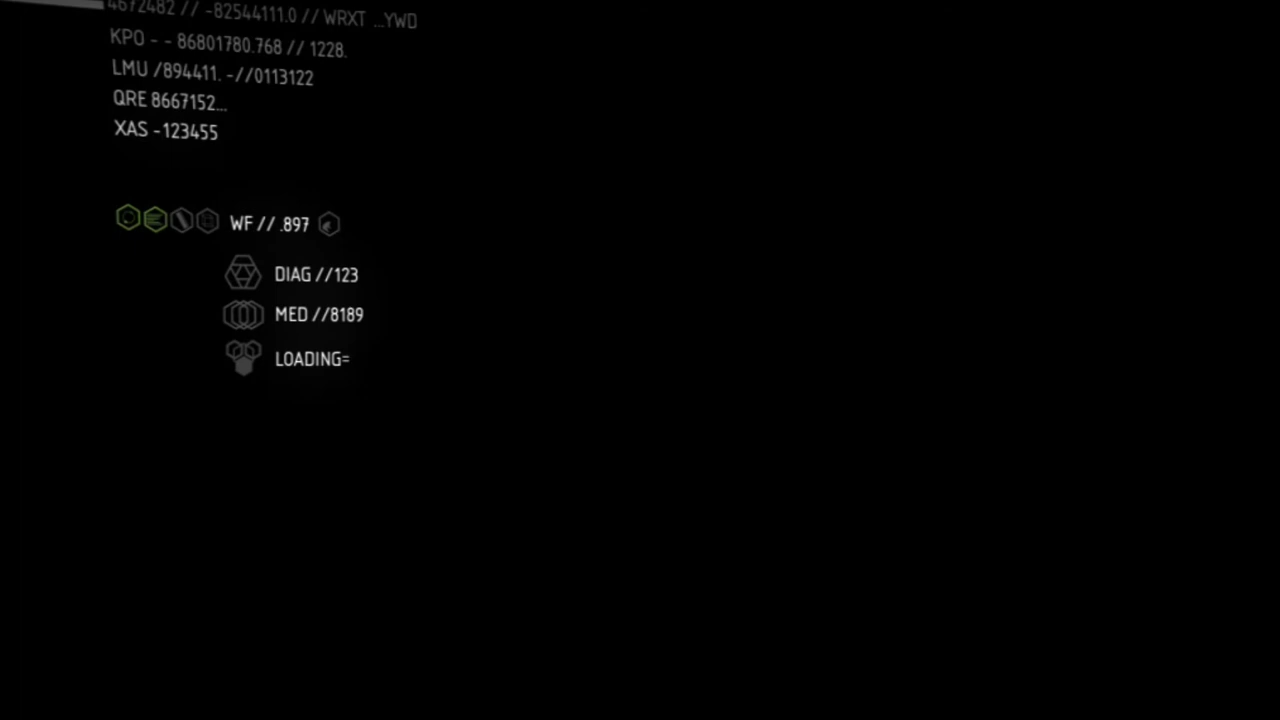 4672482 // -82544111.0 // WRXT ...YWD
KPO - - 86801780.768 // 1228.
LMU /894411. -//0113122
QRE 8667152...
XAS -123455
WF // .897
DIAG //123
MED //8189
LOADING=